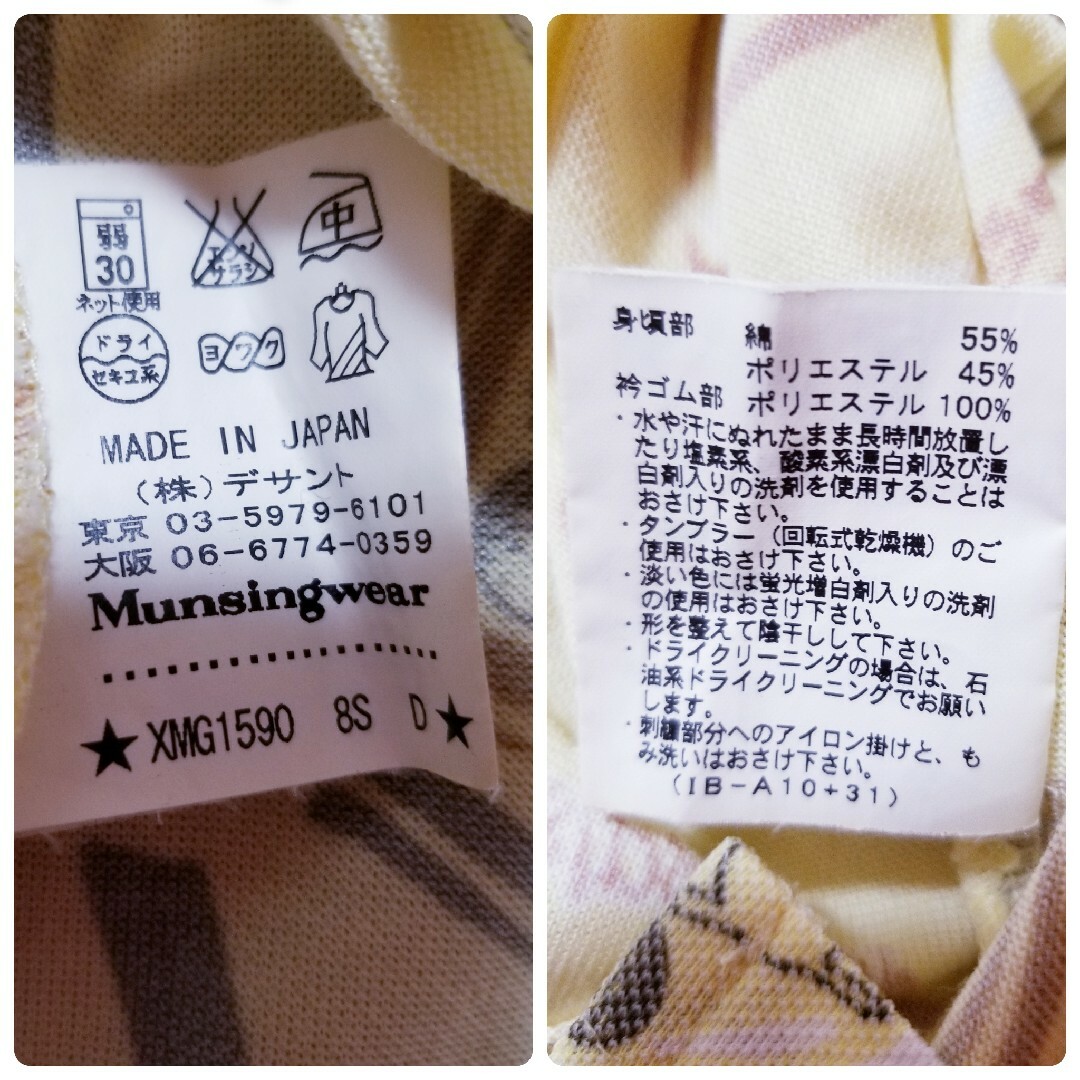 弱
30
ネット使用
エンソ
サラシ
中
ドライ
セキユ系
ヨワク
MADE IN JAPAN
(株)デサント
東京 03-5979-6101
大阪 06-6774-0359
Munsingwear
★ XMG1590 8S D ★
身頃部 綿 55%
ポリエステル 45%
衿ゴム部 ポリエステル 100%
・水や汗にぬれたまま長時間放置し
たり塩素系、酸素系漂白剤及び漂
白剤入りの洗剤を使用することは
おさけ下さい。
・タンブラー(回転式乾燥機)のご
使用はおさけ下さい。
・淡い色には蛍光増白剤入りの洗剤
の使用はおさけ下さい。
・形を整えて陰干しして下さい。
・ドライクリーニングの場合は、石
油系ドライクリーニングでお願い
します。
・刺繍部分へのアイロン掛けと、も
み洗いはおさけ下さい。
(IB-A10+31)